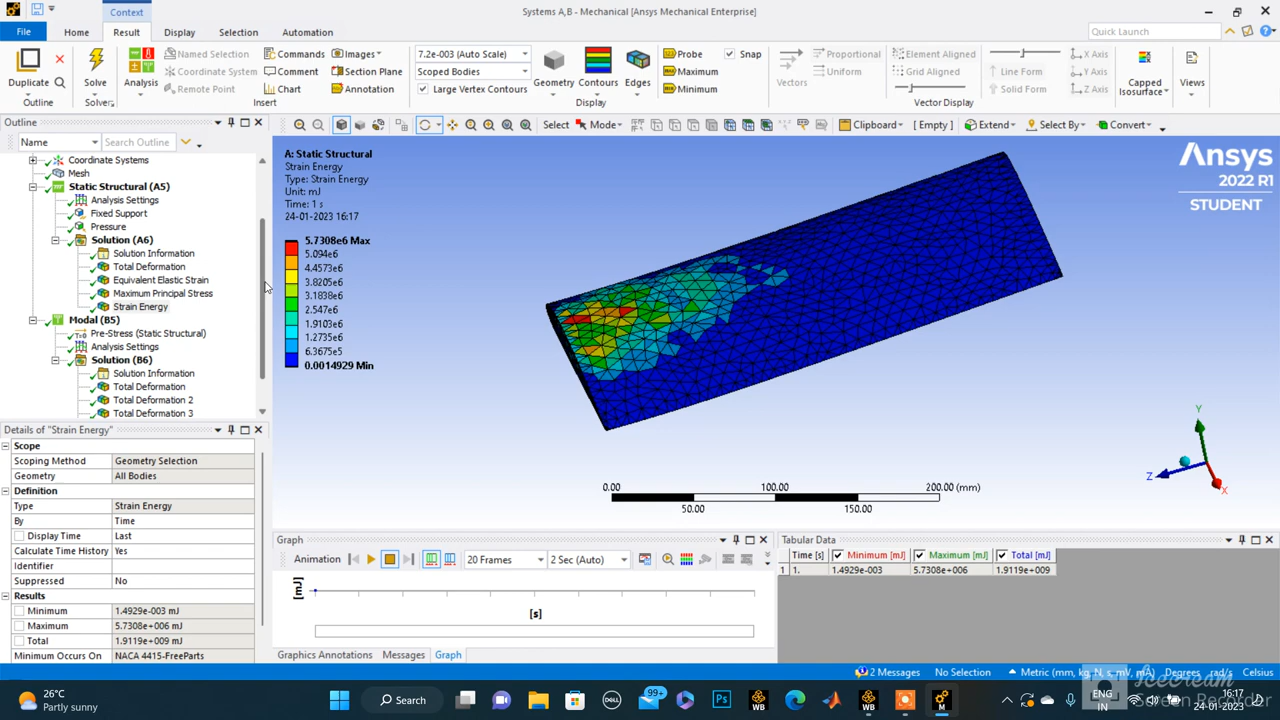 Context
Systems A,B - Mechanical [Ansys Mechanical Enterprise]
File Home Result Display Selection Automation
Quick Launch
Duplicate
Outline
Solve
Solver
Analysis
Named Selection
Coordinate System
Remote Point
Commands
Comment
Chart
Images
Section Plane
Annotation
Insert
7.2e-003 (Auto Scale)
Scoped Bodies
Large Vertex Contours
Geometry
Contours
Edges
Display
Probe
Maximum
Minimum
Snap
Vectors
Proportional
Uniform
Element Aligned
Grid Aligned
Line Form
Solid Form
X Axis
Y Axis
Z Axis
Vector Display
Capped
Isosurface
Views
Outline
Name
Search Outline
Select Mode
Clipboard [ Empty ] Extend Select By Convert
Coordinate Systems
Mesh
Static Structural (A5)
Analysis Settings
Fixed Support
Pressure
Solution (A6)
Solution Information
Total Deformation
Equivalent Elastic Strain
Maximum Principal Stress
Strain Energy
Modal (B5)
Pre-Stress (Static Structural)
Analysis Settings
Solution (B6)
Solution Information
Total Deformation
Total Deformation 2
Total Deformation 3
A: Static Structural
Strain Energy
Type: Strain Energy
Unit: mJ
Time: 1 s
24-01-2023 16:17
5.7308e6 Max
5.094e6
4.4573e6
3.8205e6
3.1838e6
2.547e6
1.9103e6
1.2735e6
6.3675e5
0.0014929 Min
Ansys
2022 R1
STUDENT
Y
Z
X
0.00 100.00 200.00 (mm)
50.00 150.00
Details of "Strain Energy"
Scope
Scoping Method Geometry Selection
Geometry All Bodies
Definition
Type Strain Energy
By Time
Display Time Last
Calculate Time History Yes
Identifier
Suppressed No
Results
Minimum 1.4929e-003 mJ
Maximum 5.7308e+006 mJ
Total 1.9119e+009 mJ
Minimum Occurs On NACA 4415-FreeParts
Graph
Animation 20 Frames 2 Sec (Auto)
[mJ]
[s]
Graphics Annotations Messages Graph
Tabular Data
Time [s] Minimum [mJ] Maximum [mJ] Total [mJ]
1 1. 1.4929e-003 5.7308e+006 1.9119e+009
2 Messages No Selection Metric (mm, kg, N, s, mV, mA) Degrees rad/s Celsius
26°C
Partly sunny
Search
99+
ENG
IN
16:17
24-01-2023
Icecream
Screen Recorder